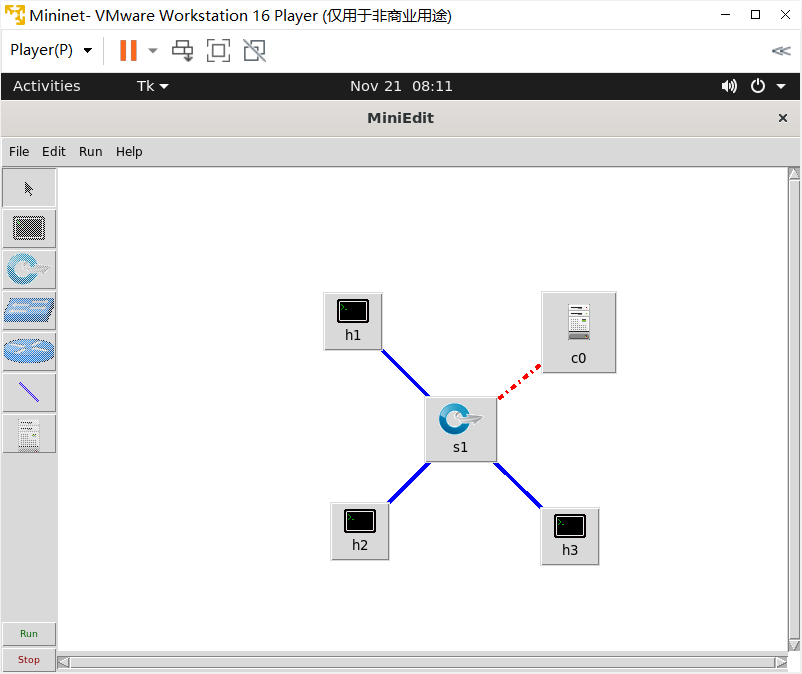 Mininet- VMware Workstation 16 Player (仅用于非商业用途)
Player(P)
Activities Tk Nov 21 08:11
MiniEdit
File Edit Run Help
h1
c0
s1
h2
h3
Run
Stop